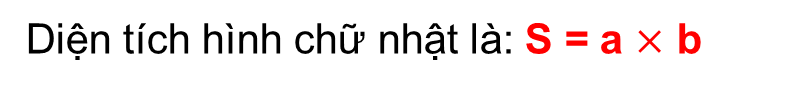 Diện tích hình chữ nhật là: S = a × b